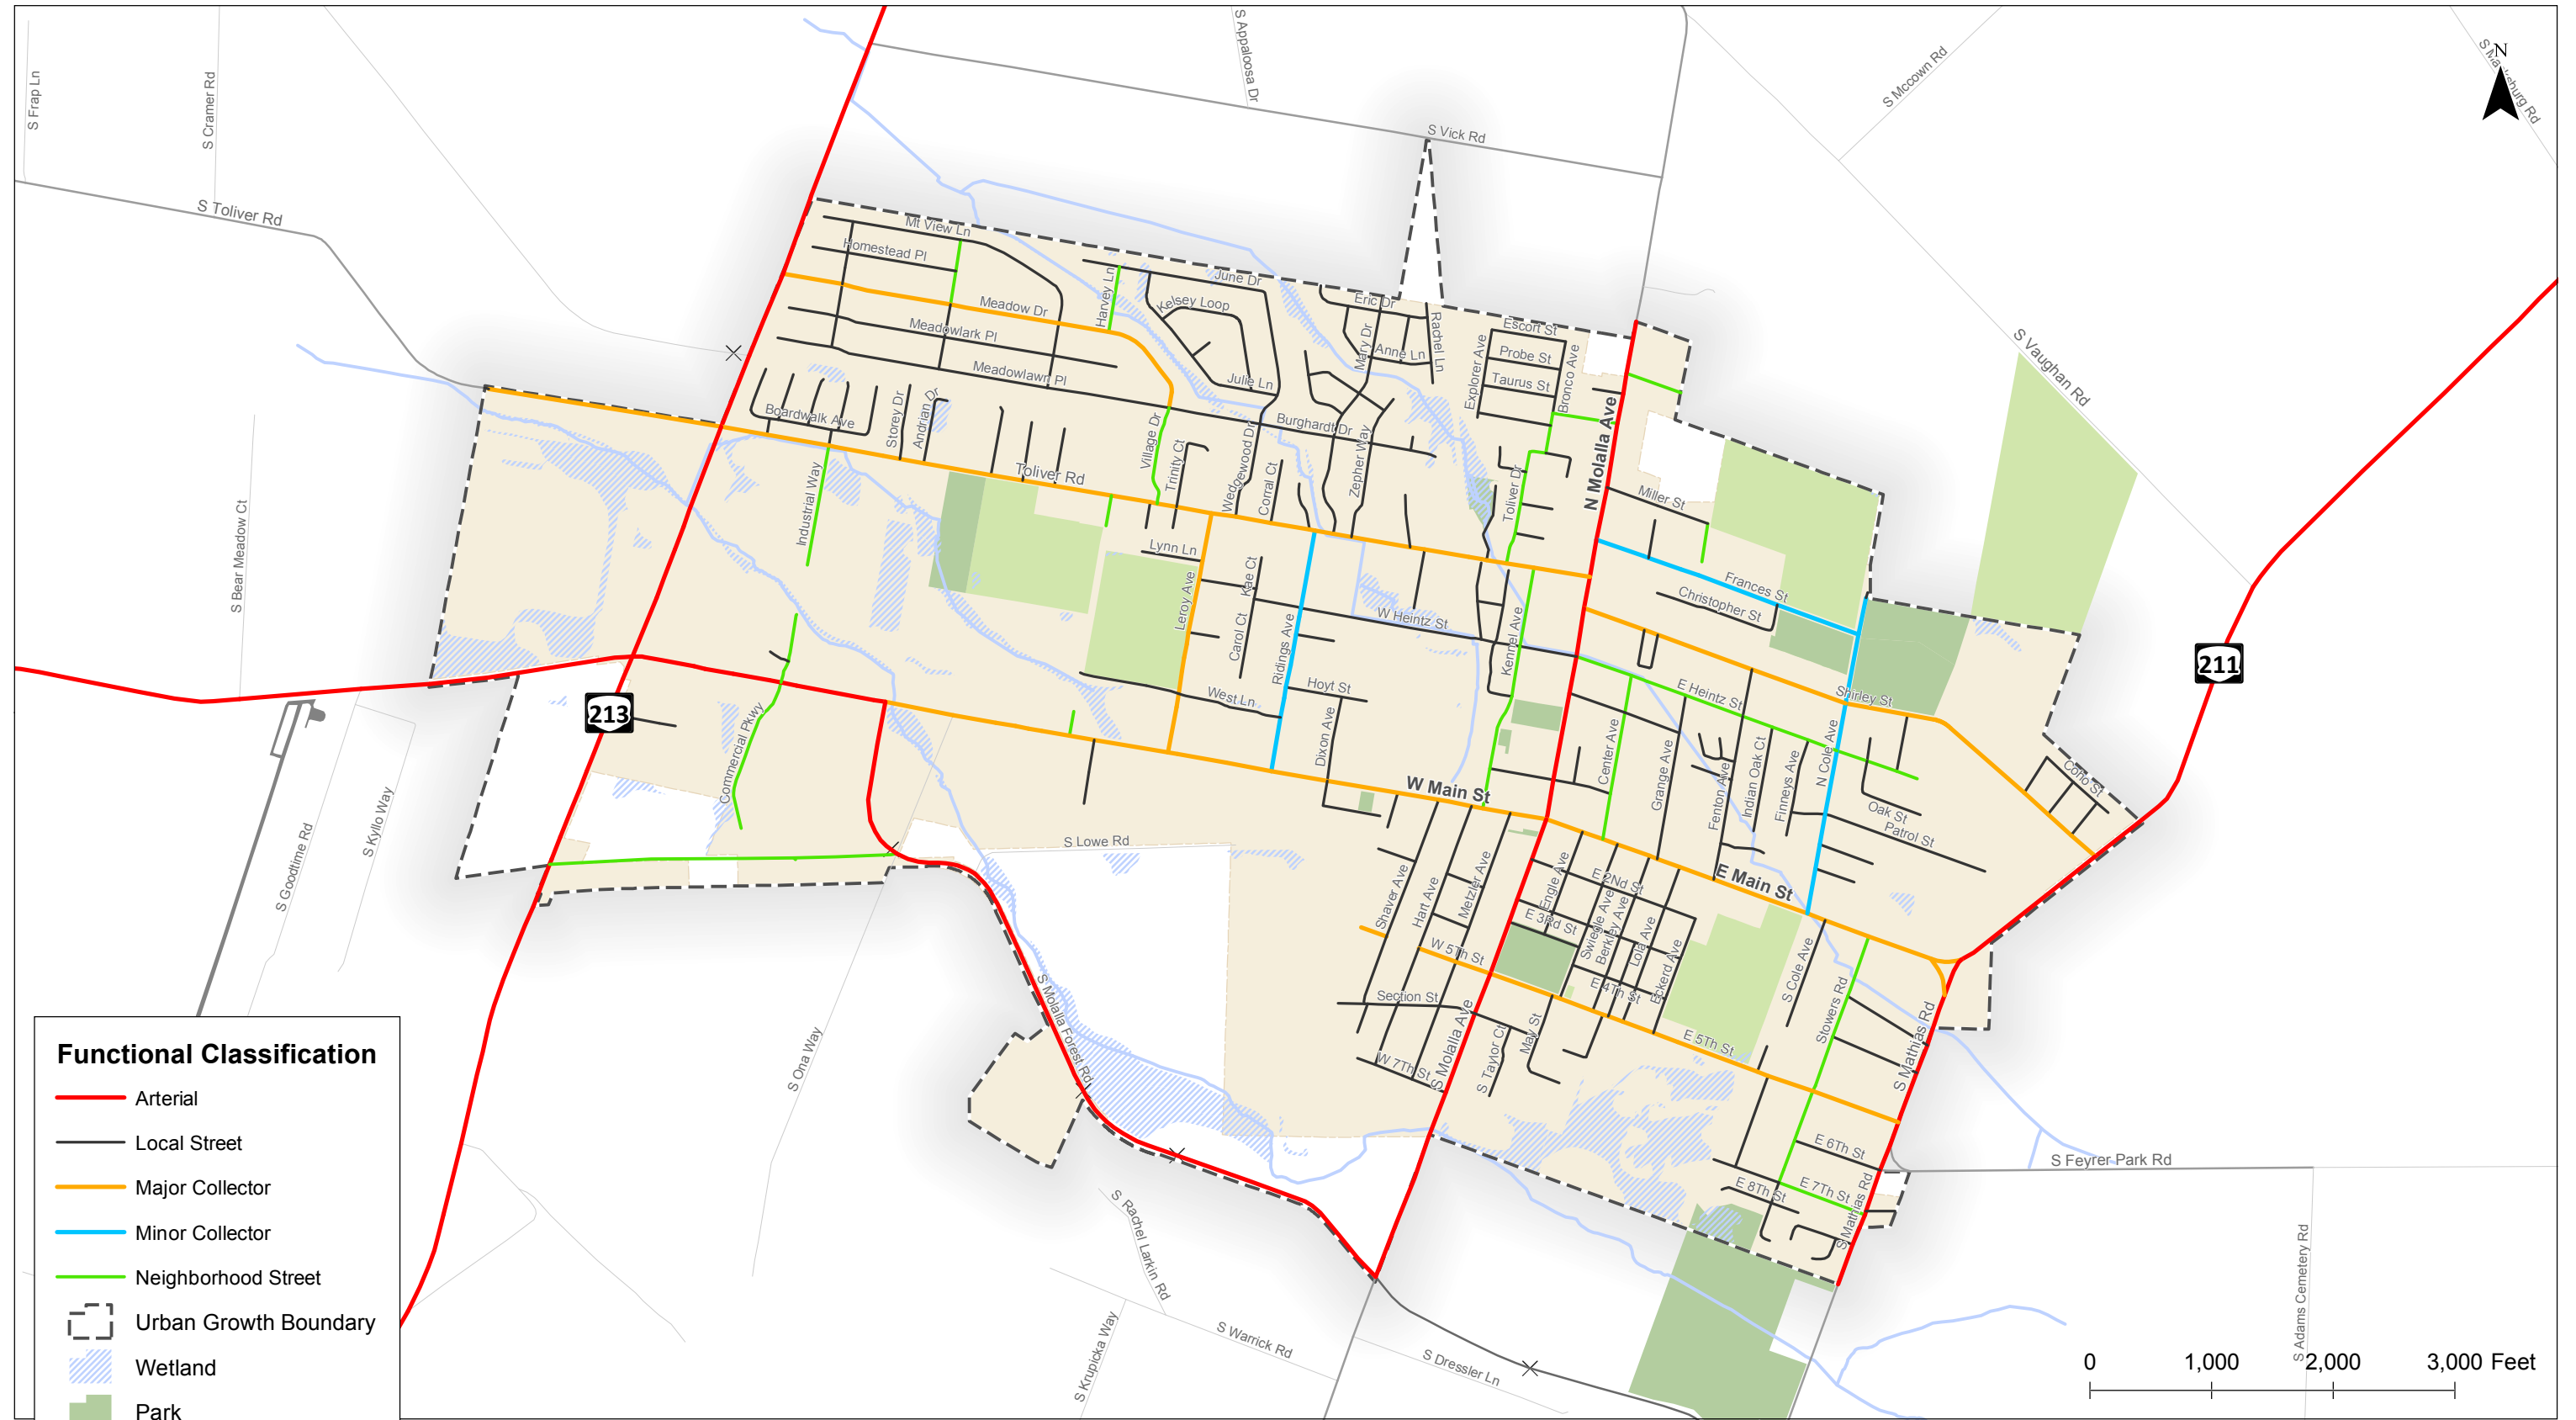 S Frap Ln
S Cramer Rd
S Appaloosa Dr
S Vick Rd
S Mccown Rd
N
S Toliver Rd
S Vaughan Rd
Mt View Ln
Homestead Pl
Meadow Dr
Meadowlark Pl
Meadowlawn Pl
Harvey Ln
June Dr
Kelsey Loop
Julie Ln
Eric Dr
Mary Dr
Anne Ln
Rachel Ln
Explorer Ave
Escort St
Probe St
Taurus St
Bronco Ave
Boardwalk Ave
Storey Dr
Andrian Dr
Village Dr
Trinity Ct
Wedgewood Dr
Corral Ct
Burghardt Dr
Zepher Way
Toliver Dr
N Molalla Ave
Miller St
Toliver Rd
Industrial Way
S Bear Meadow Ct
Lynn Ln
Leroy Ave
Kae Ct
Carol Ct
Ridings Ave
W Heintz St
Kennel Ave
Frances St
Christopher St
211
213
Commercial Pkwy
West Ln
Hoyt St
Dixon Ave
W Main St
E Heintz St
Shirley St
Center Ave
Grange Ave
Fenton Ave
Indian Oak Ct
Finneys Ave
N Cole Ave
Oak St
Patrol St
Coho St
S Goodtime Rd
S Kyllo Way
S Lowe Rd
Shaver Ave
Hart Ave
Metzler Ave
Engle Ave
E 2Nd St
E 3Rd St
Swiegle Ave
Berkley Ave
Lola Ave
Eckerd Ave
E 4Th St
E Main St
W 5Th St
Section St
S Molalla Ave
W 7Th St
S Taylor Ct
May St
E 5Th St
S Cole Ave
Stowers Rd
S Mathias Rd
S Molalla Forest Rd
S Ona Way
E 6Th St
E 7Th St
E 8Th St
S Mathias Rd
S Feyrer Park Rd
S Adams Cemetery Rd
S Rachel Larkin Rd
S Krupicka Way
S Warrick Rd
S Dressler Ln
Functional Classification
Arterial
Local Street
Major Collector
Minor Collector
Neighborhood Street
Urban Growth Boundary
Wetland
Park
0 1,000 2,000 3,000 Feet